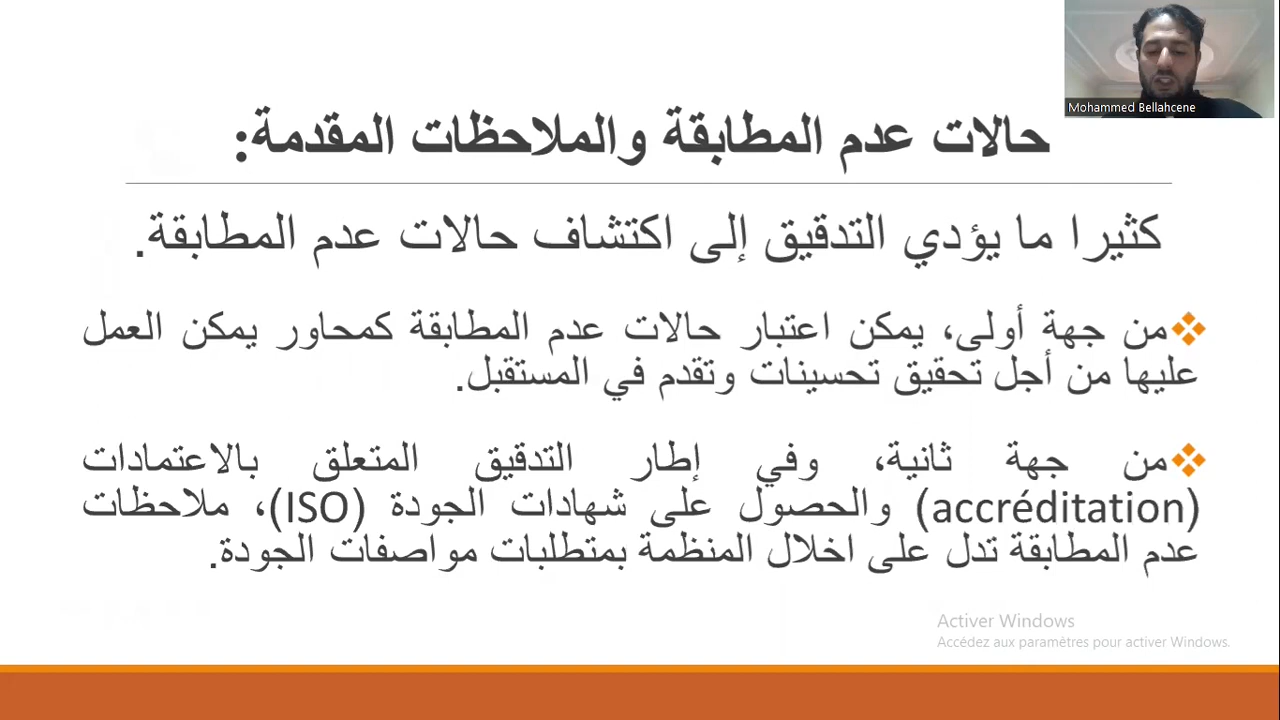 Mohammed Bellahcene
حالات عدم المطابقة والملاحظات المقدمة:
كثيرا ما يؤدي التدقيق إلى اكتشاف حالات عدم المطابقة.
من جهة أولى، يمكن اعتبار حالات عدم المطابقة كمحاور يمكن العمل
عليها من أجل تحقيق تحسينات وتقدم في المستقبل.
من جهة ثانية، وفي إطار التدقيق المتعلق بالاعتمادات
(accréditation) والحصول على شهادات الجودة (ISO)، ملاحظات
عدم المطابقة تدل على اخلال المنظمة بمتطلبات مواصفات الجودة.
Activer Windows
Accédez aux paramètres pour activer Windows.